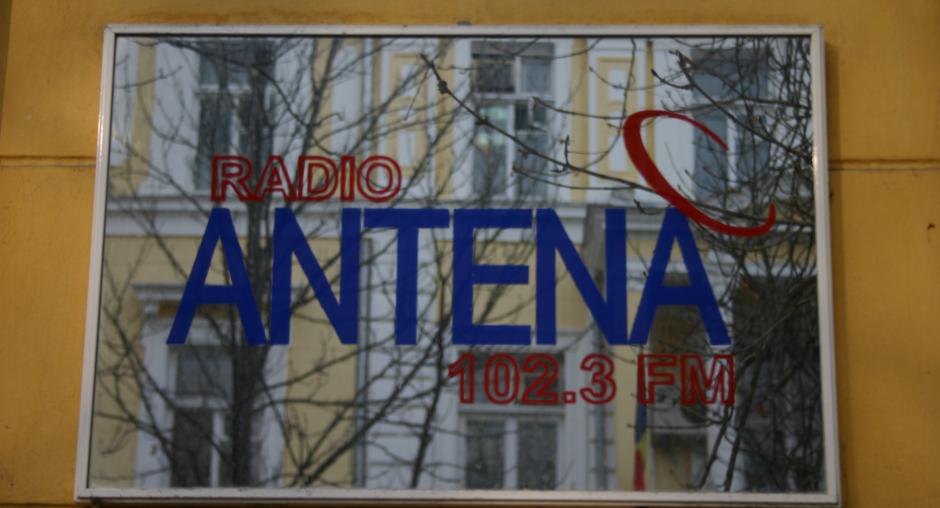 RADIO
ANTENA
102.3 FM